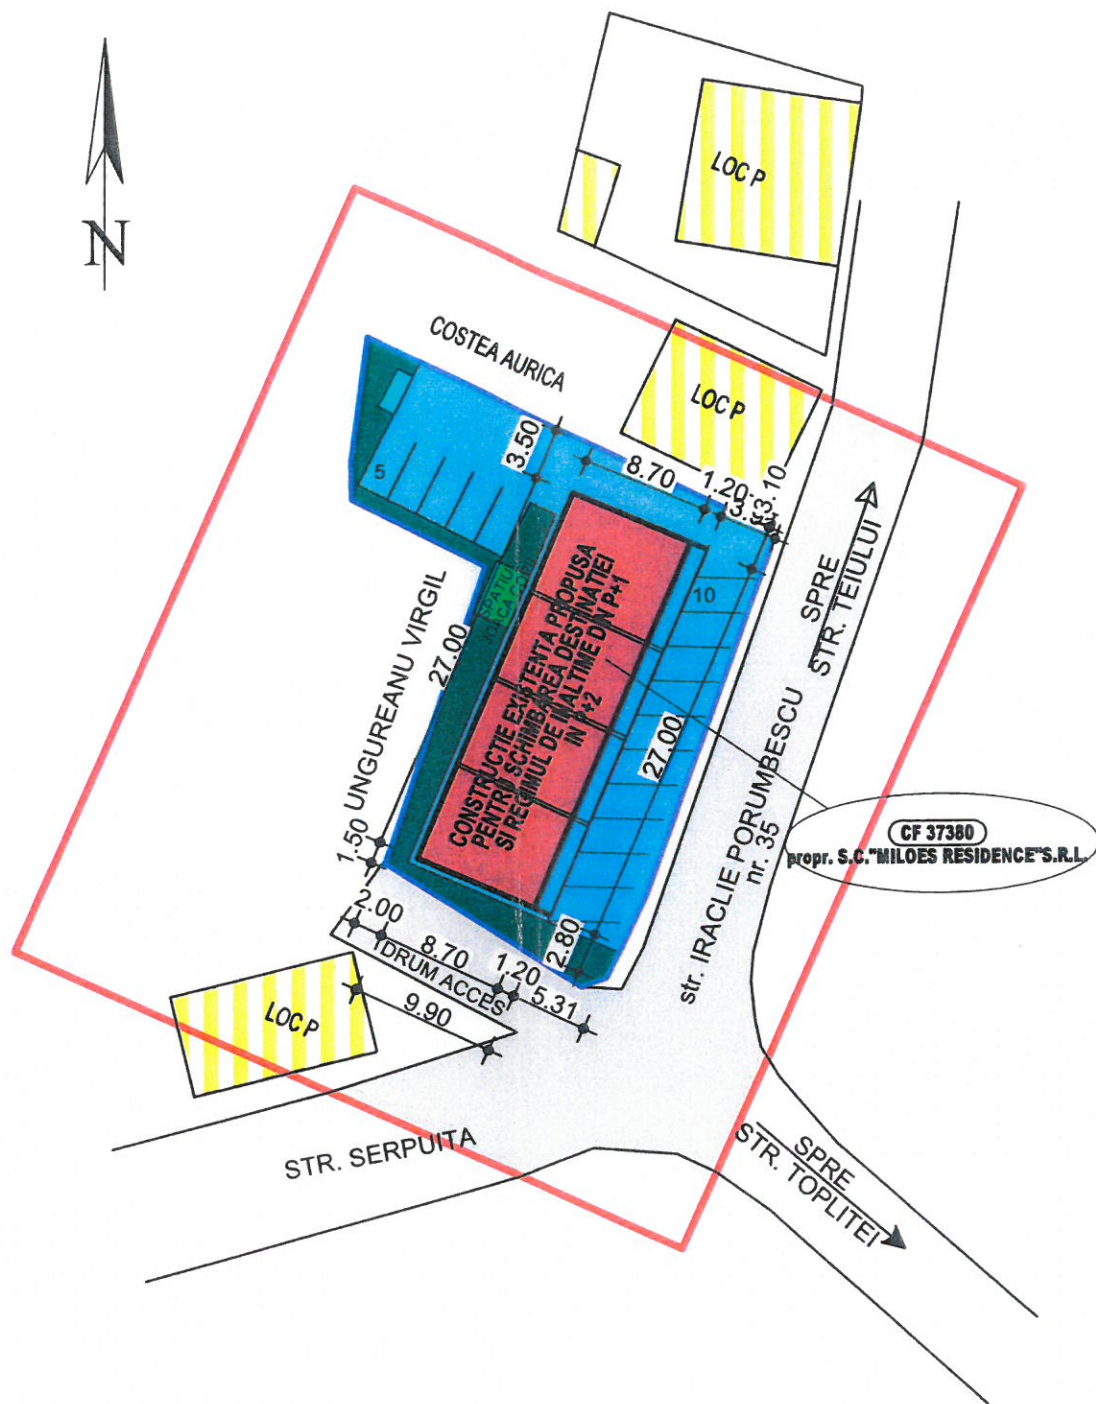 N
LOC P
COSTEA AURICA
LOC P
3.50
8.70
1.20
3.10
5
10
SPRE
STR. TEIULUI
SPATIU
UNGUREANU VIRGIL
27.00
CONSTRUCTIE EXISTENTA PROPUSA
PENTRU SCHIMBAREA DESTINATIEI
SI REGIMUL DE INALTIME DIN P+1
IN P+2
27.00
str. IRACLIE PORUMBESCU
nr. 35
CF 37380
propr. S.C."MILOES RESIDENCE"S.R.L.
1.50
2.00
8.70
1.20
5.31
2.80
DRUM ACCES
9.90
LOC P
STR. SERPUITA
SPRE
STR. TOPLITEI